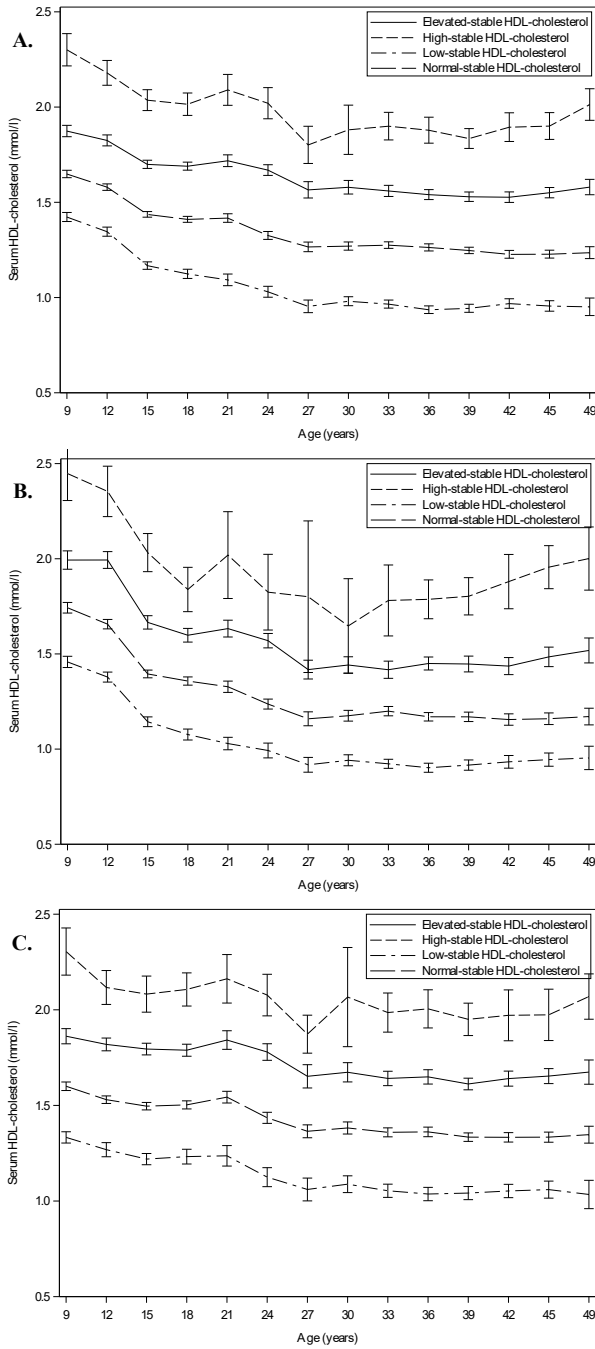 A.
Elevated-stable HDL-cholesterol
High-stable HDL-cholesterol
Low-stable HDL-cholesterol
Normal-stable HDL-cholesterol
2.5
2.0
1.5
1.0
0.5
Serum HDL-cholesterol (mmol/l)
9 12 15 18 21 24 27 30 33 36 39 42 45 49
Age (years)
B.
Elevated-stable HDL-cholesterol
High-stable HDL-cholesterol
Low-stable HDL-cholesterol
Normal-stable HDL-cholesterol
2.5
2.0
1.5
1.0
0.5
Serum HDL-cholesterol (mmol/l)
9 12 15 18 21 24 27 30 33 36 39 42 45 49
Age (years)
C.
Elevated-stable HDL-cholesterol
High-stable HDL-cholesterol
Low-stable HDL-cholesterol
Normal-stable HDL-cholesterol
2.5
2.0
1.5
1.0
0.5
Serum HDL-cholesterol (mmol/l)
9 12 15 18 21 24 27 30 33 36 39 42 45 49
Age (years)